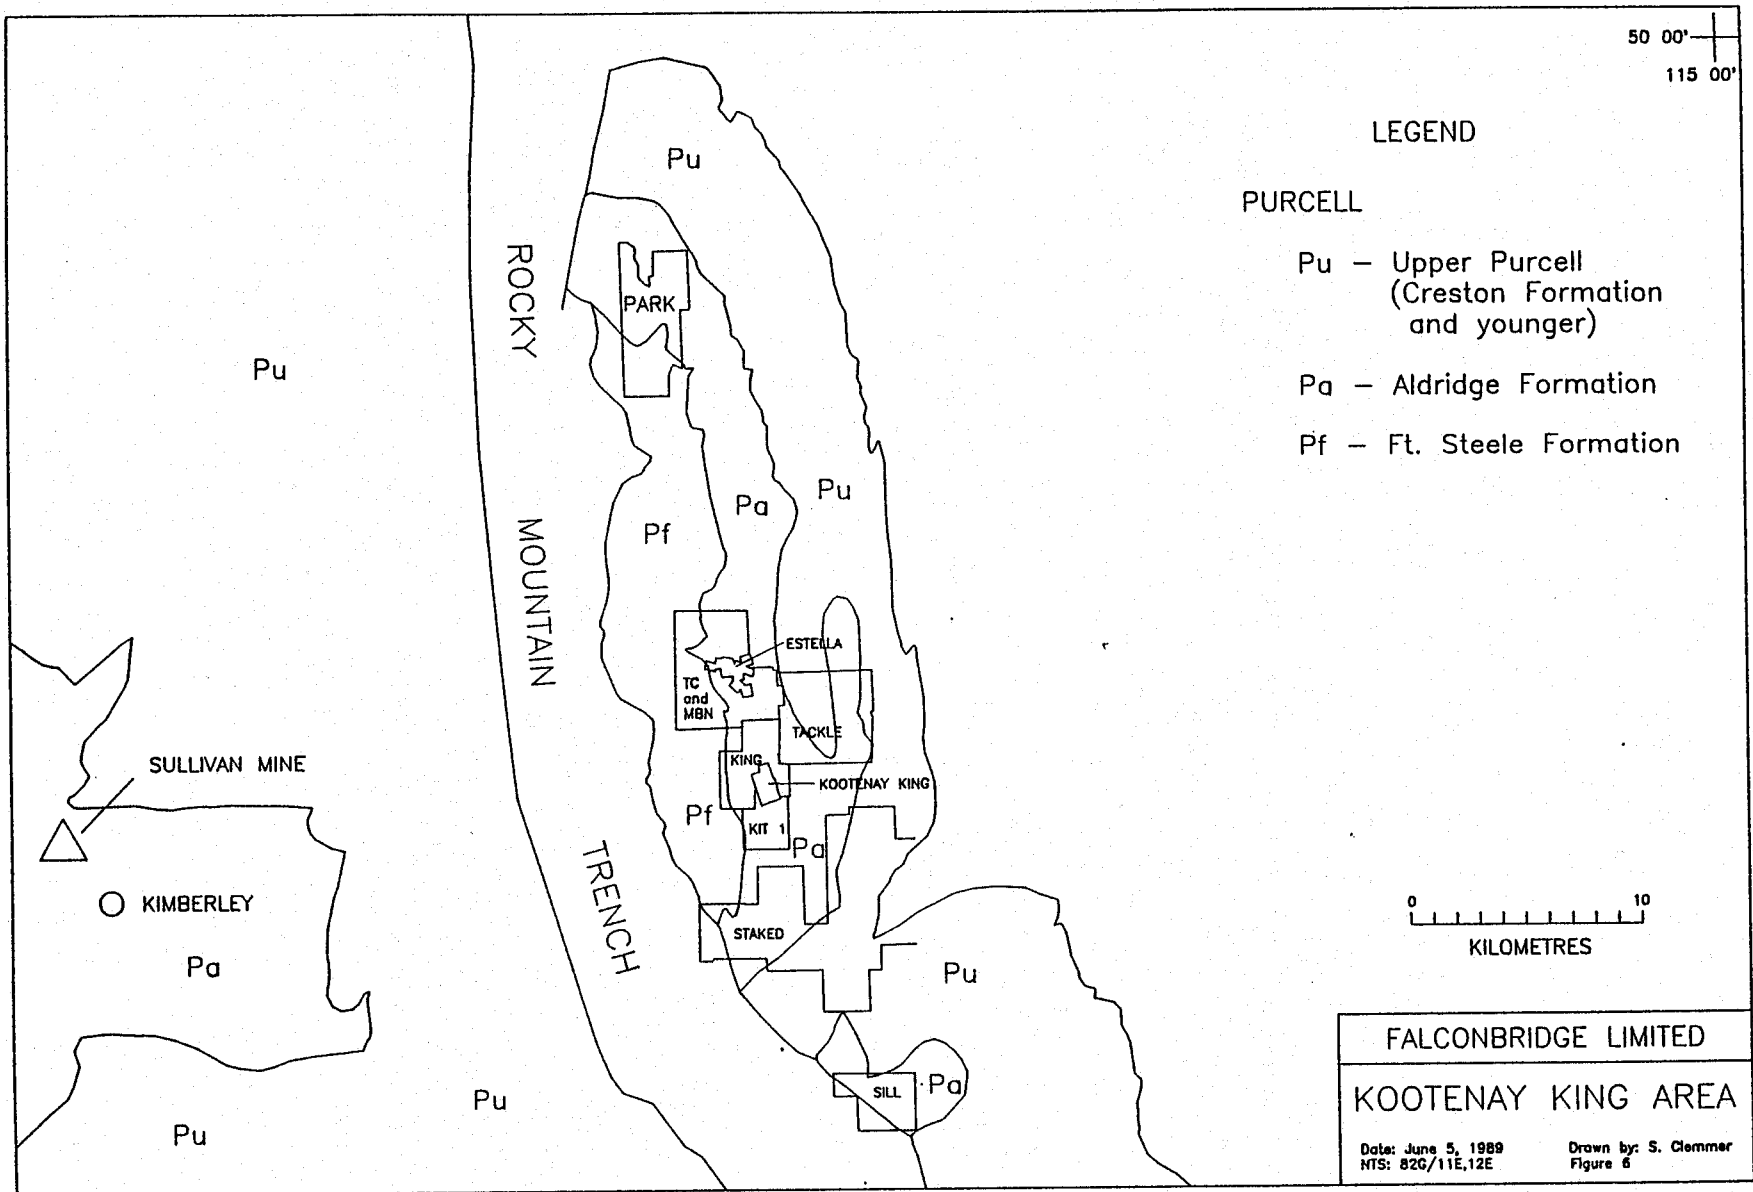 50 00'
115 00'
LEGEND
PURCELL
Pu – Upper Purcell
(Creston Formation
and younger)
Pa – Aldridge Formation
Pf – Ft. Steele Formation
Pu
ROCKY
PARK
Pu
Pu
Pa
Pf
MOUNTAIN
ESTELLA
TC
and
MBN
TACKLE
KING
SULLIVAN MINE
KOOTENAY KING
Pf
KIT 1
Pa
TRENCH
KIMBERLEY
STAKED
Pa
Pu
0 10
KILOMETRES
SILL
Pa
Pu
Pu
FALCONBRIDGE LIMITED
KOOTENAY KING AREA
Date: June 5, 1989 Drawn by: S. Clemmer
NTS: 82G/11E,12E Figure 6